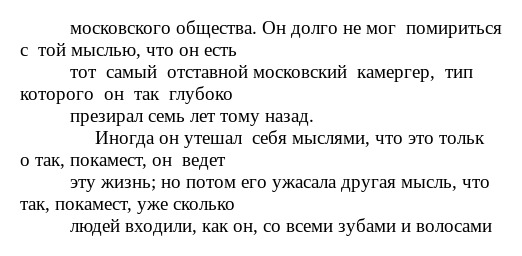 московского общества. Он долго не мог  помириться
с  той мыслью, что он есть
тот  самый  отставной московский  камергер,  тип
которого  он  так  глубоко
презирал семь лет тому назад.
Иногда он утешал  себя мыслями, что это тольк
о так, покамест, он  ведет
эту жизнь; но потом его ужасала другая мысль, что
так, покамест, уже сколько
людей входили, как он, со всеми зубами и волосами